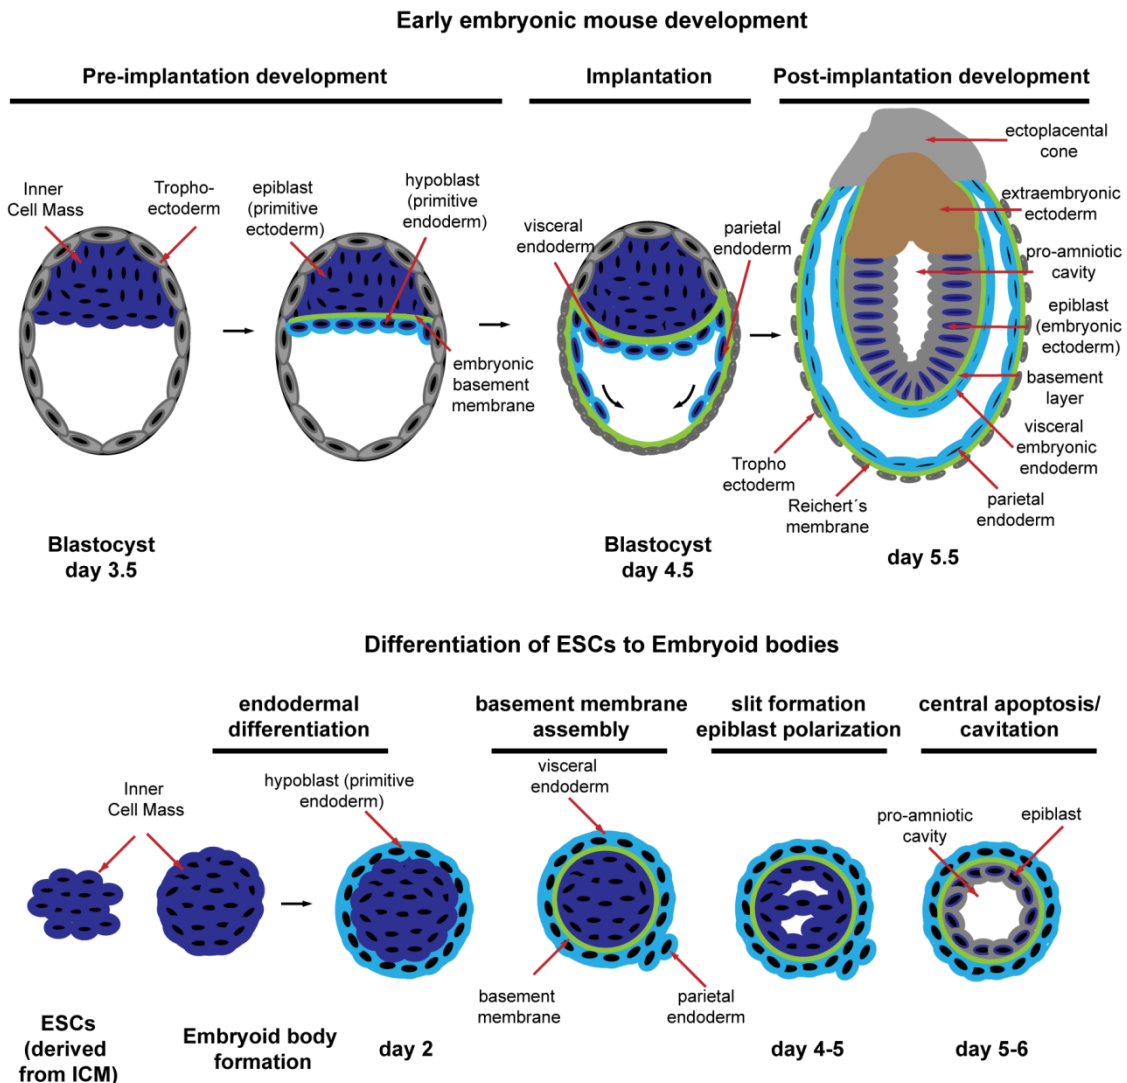 Early embryonic mouse development
Pre-implantation development
Implantation
Post-implantation development
Inner
Cell Mass
Tropho-
ectoderm
epiblast
(primitive
ectoderm)
hypoblast
(primitive
endoderm)
embryonic
basement
membrane
visceral
endoderm
parietal
endoderm
ectoplacental
cone
extraembryonic
ectoderm
pro-amniotic
cavity
epiblast
(embryonic
ectoderm)
basement
layer
visceral
embryonic
endoderm
parietal
endoderm
Tropho
ectoderm
Reichert´s
membrane
Blastocyst
day 3.5
Blastocyst
day 4.5
day 5.5
Differentiation of ESCs to Embryoid bodies
endodermal
differentiation
basement membrane
assembly
slit formation
epiblast polarization
central apoptosis/
cavitation
Inner
Cell Mass
hypoblast (primitive
endoderm)
visceral
endoderm
basement
membrane
parietal
endoderm
pro-amniotic
cavity
epiblast
ESCs
(derived
from ICM)
Embryoid body
formation
day 2
day 4-5
day 5-6